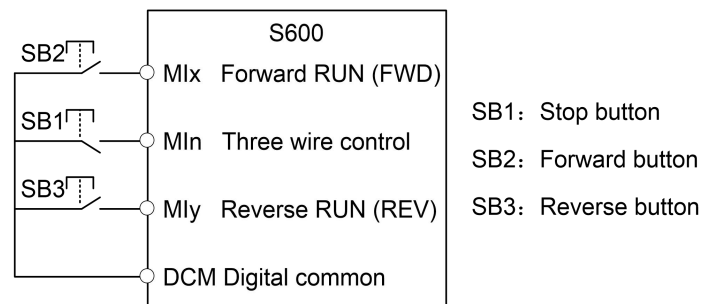 S600
SB2
MIx Forward RUN (FWD)
SB1
MIn Three wire control
SB3
MIy Reverse RUN (REV)
DCM Digital common
SB1: Stop button
SB2: Forward button
SB3: Reverse button